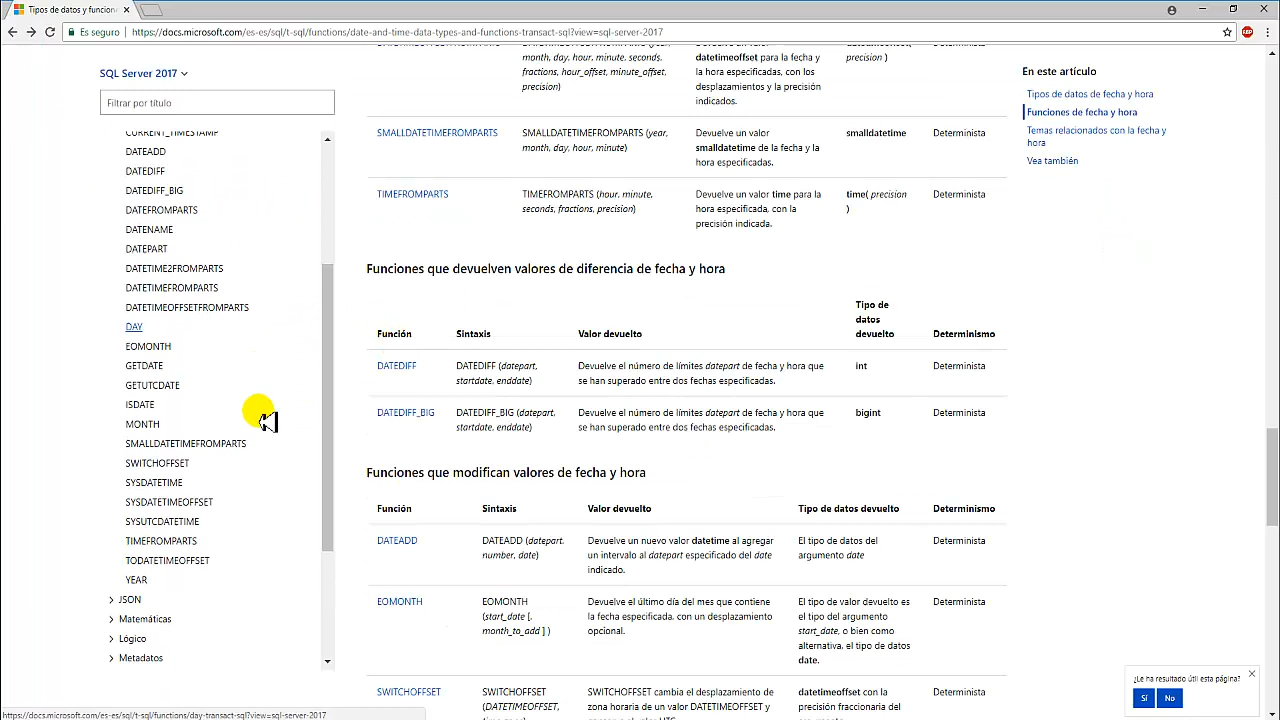 Tipos de datos y funcion
Es seguro
https://docs.microsoft.com/es-es/sql/t-sql/functions/date-and-time-data-types-and-functions-transact-sql?view=sql-server-2017
SQL Server 2017
Filtrar por título
CURRENT_TIMESTAMP
DATEADD
DATEDIFF
DATEDIFF_BIG
DATEFROMPARTS
DATENAME
DATEPART
DATETIME2FROMPARTS
DATETIMEFROMPARTS
DATETIMEOFFSETFROMPARTS
DAY
EOMONTH
GETDATE
GETUTCDATE
ISDATE
MONTH
SMALLDATETIMEFROMPARTS
SWITCHOFFSET
SYSDATETIME
SYSDATETIMEOFFSET
SYSUTCDATETIME
TIMEFROMPARTS
TODATETIMEOFFSET
YEAR
JSON
Matemáticas
Lógico
Metadatos
month, day, hour, minute, seconds,
fractions, hour_offset, minute_offset,
precision)
datetimeoffset para la fecha y
la hora especificadas, con los
desplazamientos y la precisión
indicados.
precision )
SMALLDATETIMEFROMPARTS
SMALLDATETIMEFROMPARTS (year,
month, day, hour, minute)
Devuelve un valor
smalldatetime de la fecha y la
hora especificadas.
smalldatetime
Determinista
TIMEFROMPARTS
TIMEFROMPARTS (hour, minute,
seconds, fractions, precision)
Devuelve un valor time para la
hora especificada, con la
precisión indicada.
time( precision
)
Determinista
Funciones que devuelven valores de diferencia de fecha y hora
Función
Sintaxis
Valor devuelto
Tipo de
datos
devuelto
Determinismo
DATEDIFF
DATEDIFF (datepart,
startdate, enddate)
Devuelve el número de límites datepart de fecha y hora que
se han superado entre dos fechas especificadas.
int
Determinista
DATEDIFF_BIG
DATEDIFF_BIG (datepart,
startdate, enddate)
Devuelve el número de límites datepart de fecha y hora que
se han superado entre dos fechas especificadas.
bigint
Determinista
Funciones que modifican valores de fecha y hora
Función
Sintaxis
Valor devuelto
Tipo de datos devuelto
Determinismo
DATEADD
DATEADD (datepart,
number, date)
Devuelve un nuevo valor datetime al agregar
un intervalo al datepart especificado del date
indicado.
El tipo de datos del
argumento date
Determinista
EOMONTH
EOMONTH
(start_date [,
month_to_add ] )
Devuelve el último día del mes que contiene
la fecha especificada, con un desplazamiento
opcional.
El tipo de valor devuelto es
el tipo del argumento
start_date, o bien como
alternativa, el tipo de datos
date.
Determinista
SWITCHOFFSET
SWITCHOFFSET
(DATETIMEOFFSET,
SWITCHOFFSET cambia el desplazamiento de
zona horaria de un valor DATETIMEOFFSET y
datetimeoffset con la
precisión fraccionaria del
Determinista
En este artículo
Tipos de datos de fecha y hora
Funciones de fecha y hora
Temas relacionados con la fecha y
hora
Vea también
¿Le ha resultado útil esta página?
Sí
No
https://docs.microsoft.com/es-es/sql/t-sql/functions/day-transact-sql?view=sql-server-2017